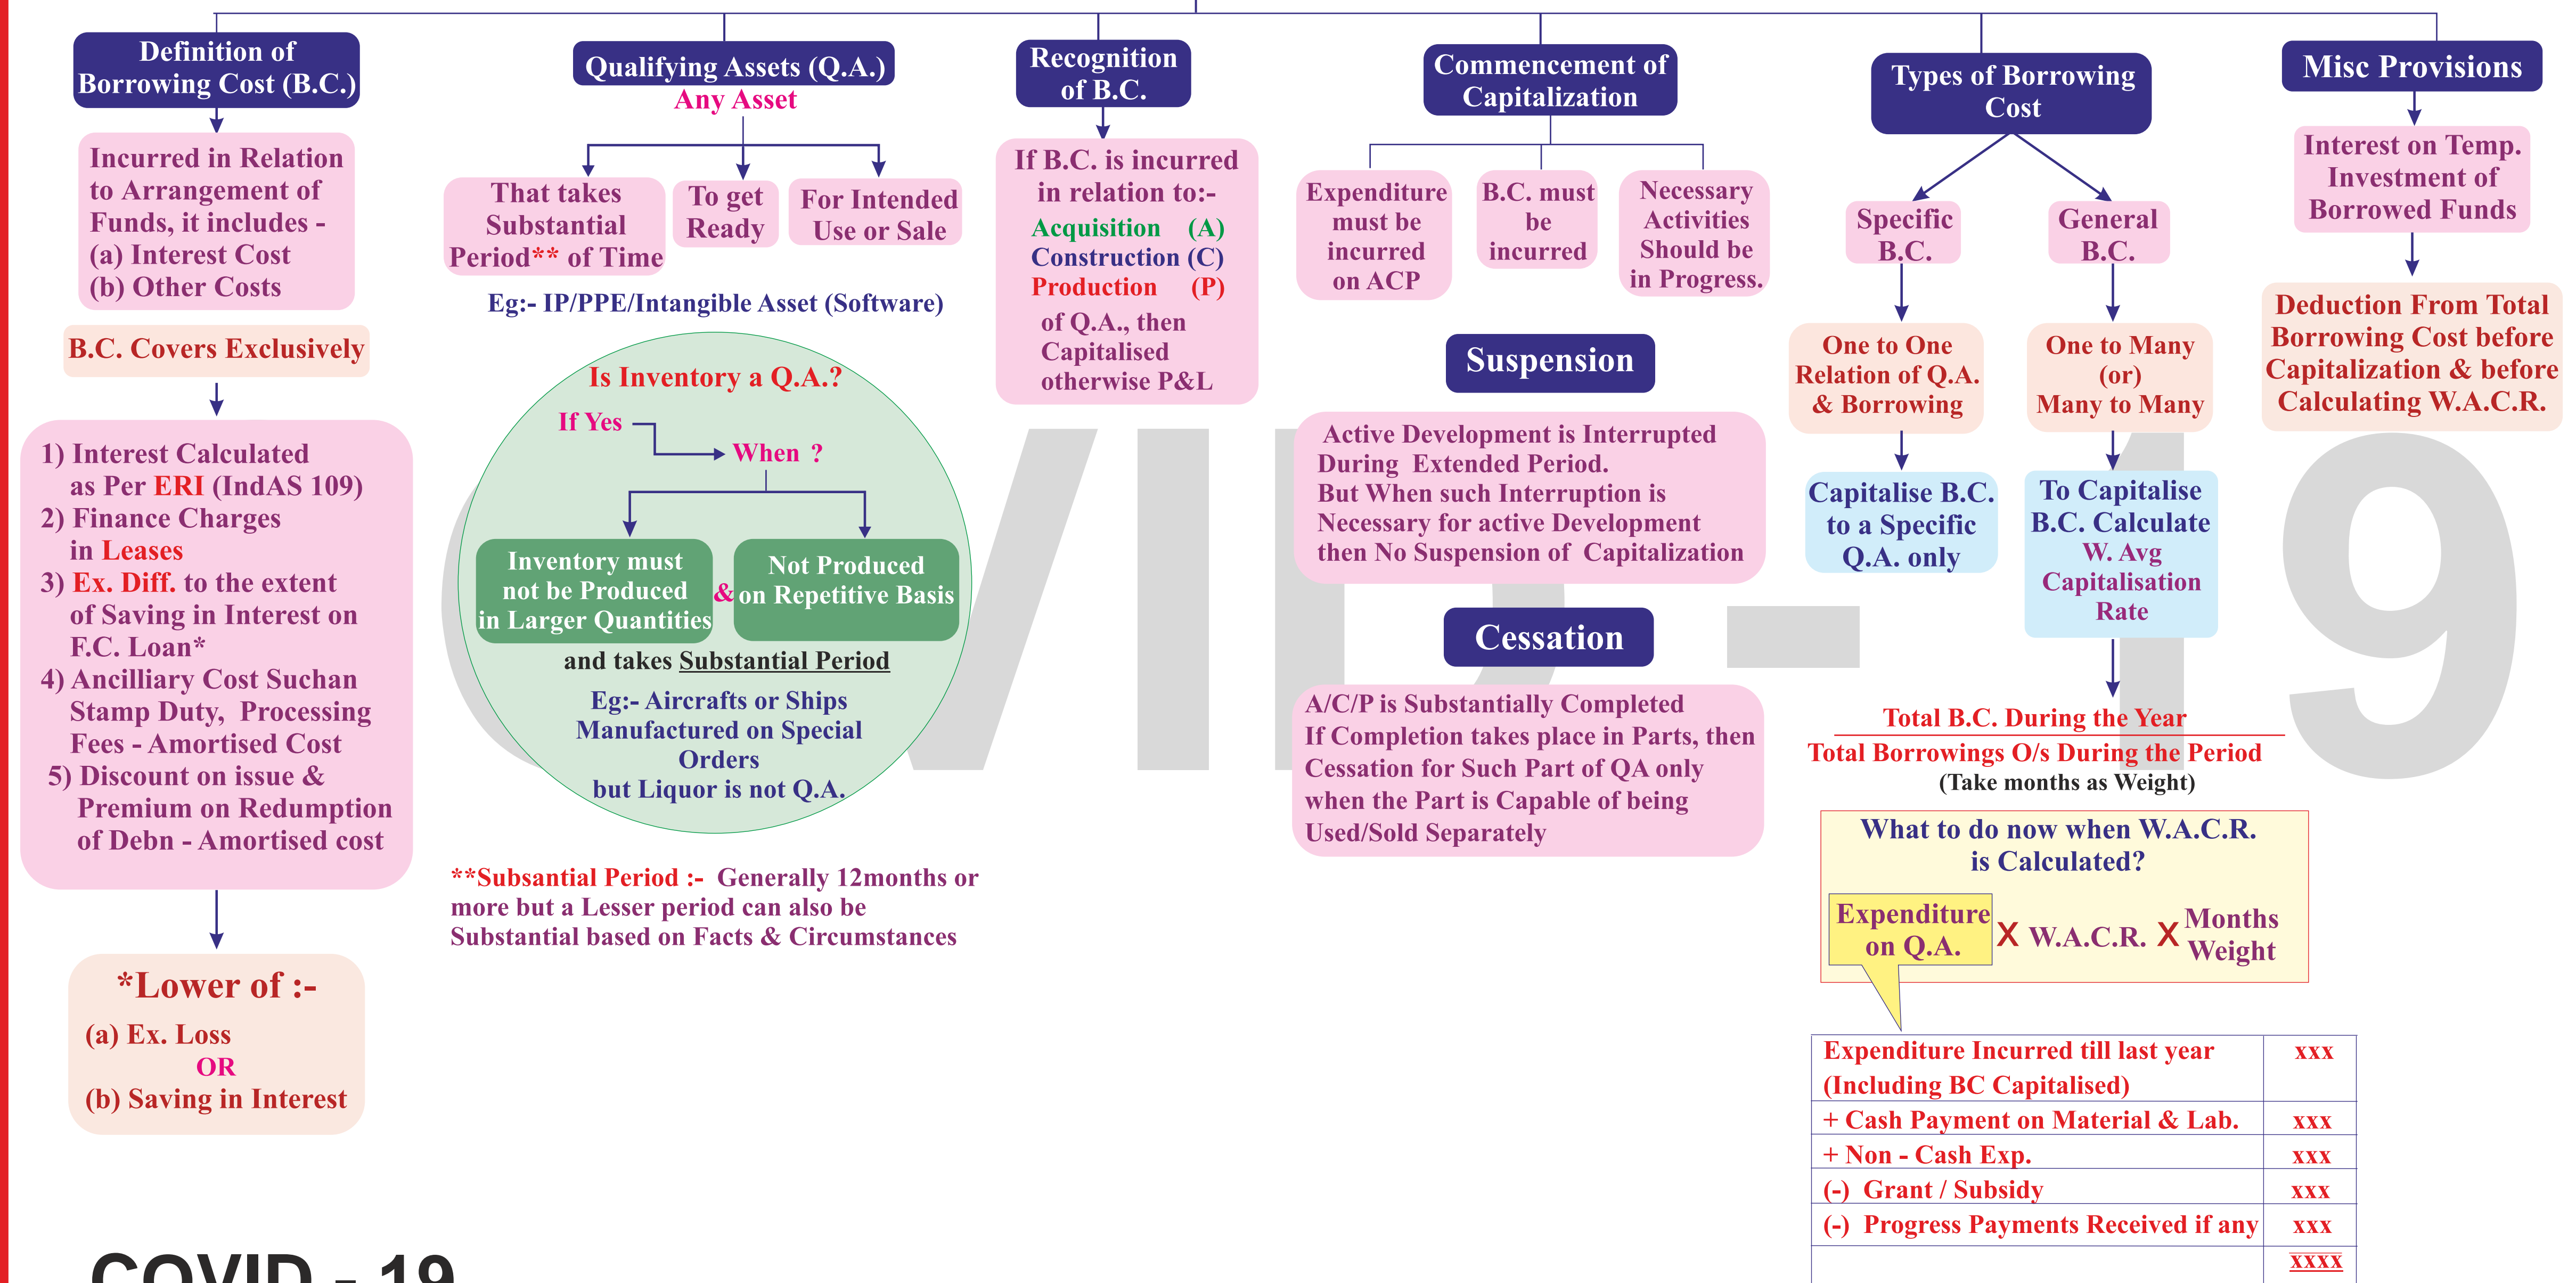 Definition of
Borrowing Cost (B.C.)
Incurred in Relation
to Arrangement of
Funds, it includes -
(a) Interest Cost
(b) Other Costs
B.C. Covers Exclusively
1) Interest Calculated
as Per ERI (IndAS 109)
2) Finance Charges
in Leases
3) Ex. Diff. to the extent
of Saving in Interest on
F.C. Loan*
4) Ancilliary Cost Suchan
Stamp Duty, Processing
Fees - Amortised Cost
5) Discount on issue &
Premium on Redumption
of Debn - Amortised cost
*Lower of :-
(a) Ex. Loss
OR
(b) Saving in Interest
Qualifying Assets (Q.A.)
Any Asset
That takes
Substantial
Period** of Time
To get
Ready
For Intended
Use or Sale
Eg:- IP/PPE/Intangible Asset (Software)
Is Inventory a Q.A.?
If Yes
When ?
Inventory must
not be Produced
in Larger Quantities
&
Not Produced
on Repetitive Basis
and takes Substantial Period
Eg:- Aircrafts or Ships
Manufactured on Special
Orders
but Liquor is not Q.A.
**Subsantial Period :- Generally 12months or
more but a Lesser period can also be
Substantial based on Facts & Circumstances
Recognition
of B.C.
If B.C. is incurred
in relation to:-
Acquisition (A)
Construction (C)
Production (P)
of Q.A., then
Capitalised
otherwise P&L
Commencement of
Capitalization
Expenditure
must be
incurred
on ACP
B.C. must
be
incurred
Necessary
Activities
Should be
in Progress.
Suspension
Active Development is Interrupted
During Extended Period.
But When such Interruption is
Necessary for active Development
then No Suspension of Capitalization
Cessation
A/C/P is Substantially Completed
If Completion takes place in Parts, then
Cessation for Such Part of QA only
when the Part is Capable of being
Used/Sold Separately
Types of Borrowing
Cost
Specific
B.C.
One to One
Relation of Q.A.
& Borrowing
Capitalise B.C.
to a Specific
Q.A. only
General
B.C.
One to Many
(or)
Many to Many
To Capitalise
B.C. Calculate
W. Avg
Capitalisation
Rate
Total B.C. During the Year
Total Borrowings O/s During the Period
(Take months as Weight)
What to do now when W.A.C.R.
is Calculated?
Expenditure
on Q.A.
X W.A.C.R. X
Months
Weight
Expenditure Incurred till last year xxx
(Including BC Capitalised)
+ Cash Payment on Material & Lab. xxx
+ Non - Cash Exp. xxx
(-) Grant / Subsidy xxx
(-) Progress Payments Received if any xxx
xxxx
Misc Provisions
Interest on Temp.
Investment of
Borrowed Funds
Deduction From Total
Borrowing Cost before
Capitalization & before
Calculating W.A.C.R.
COVID - 19
COVID - 19